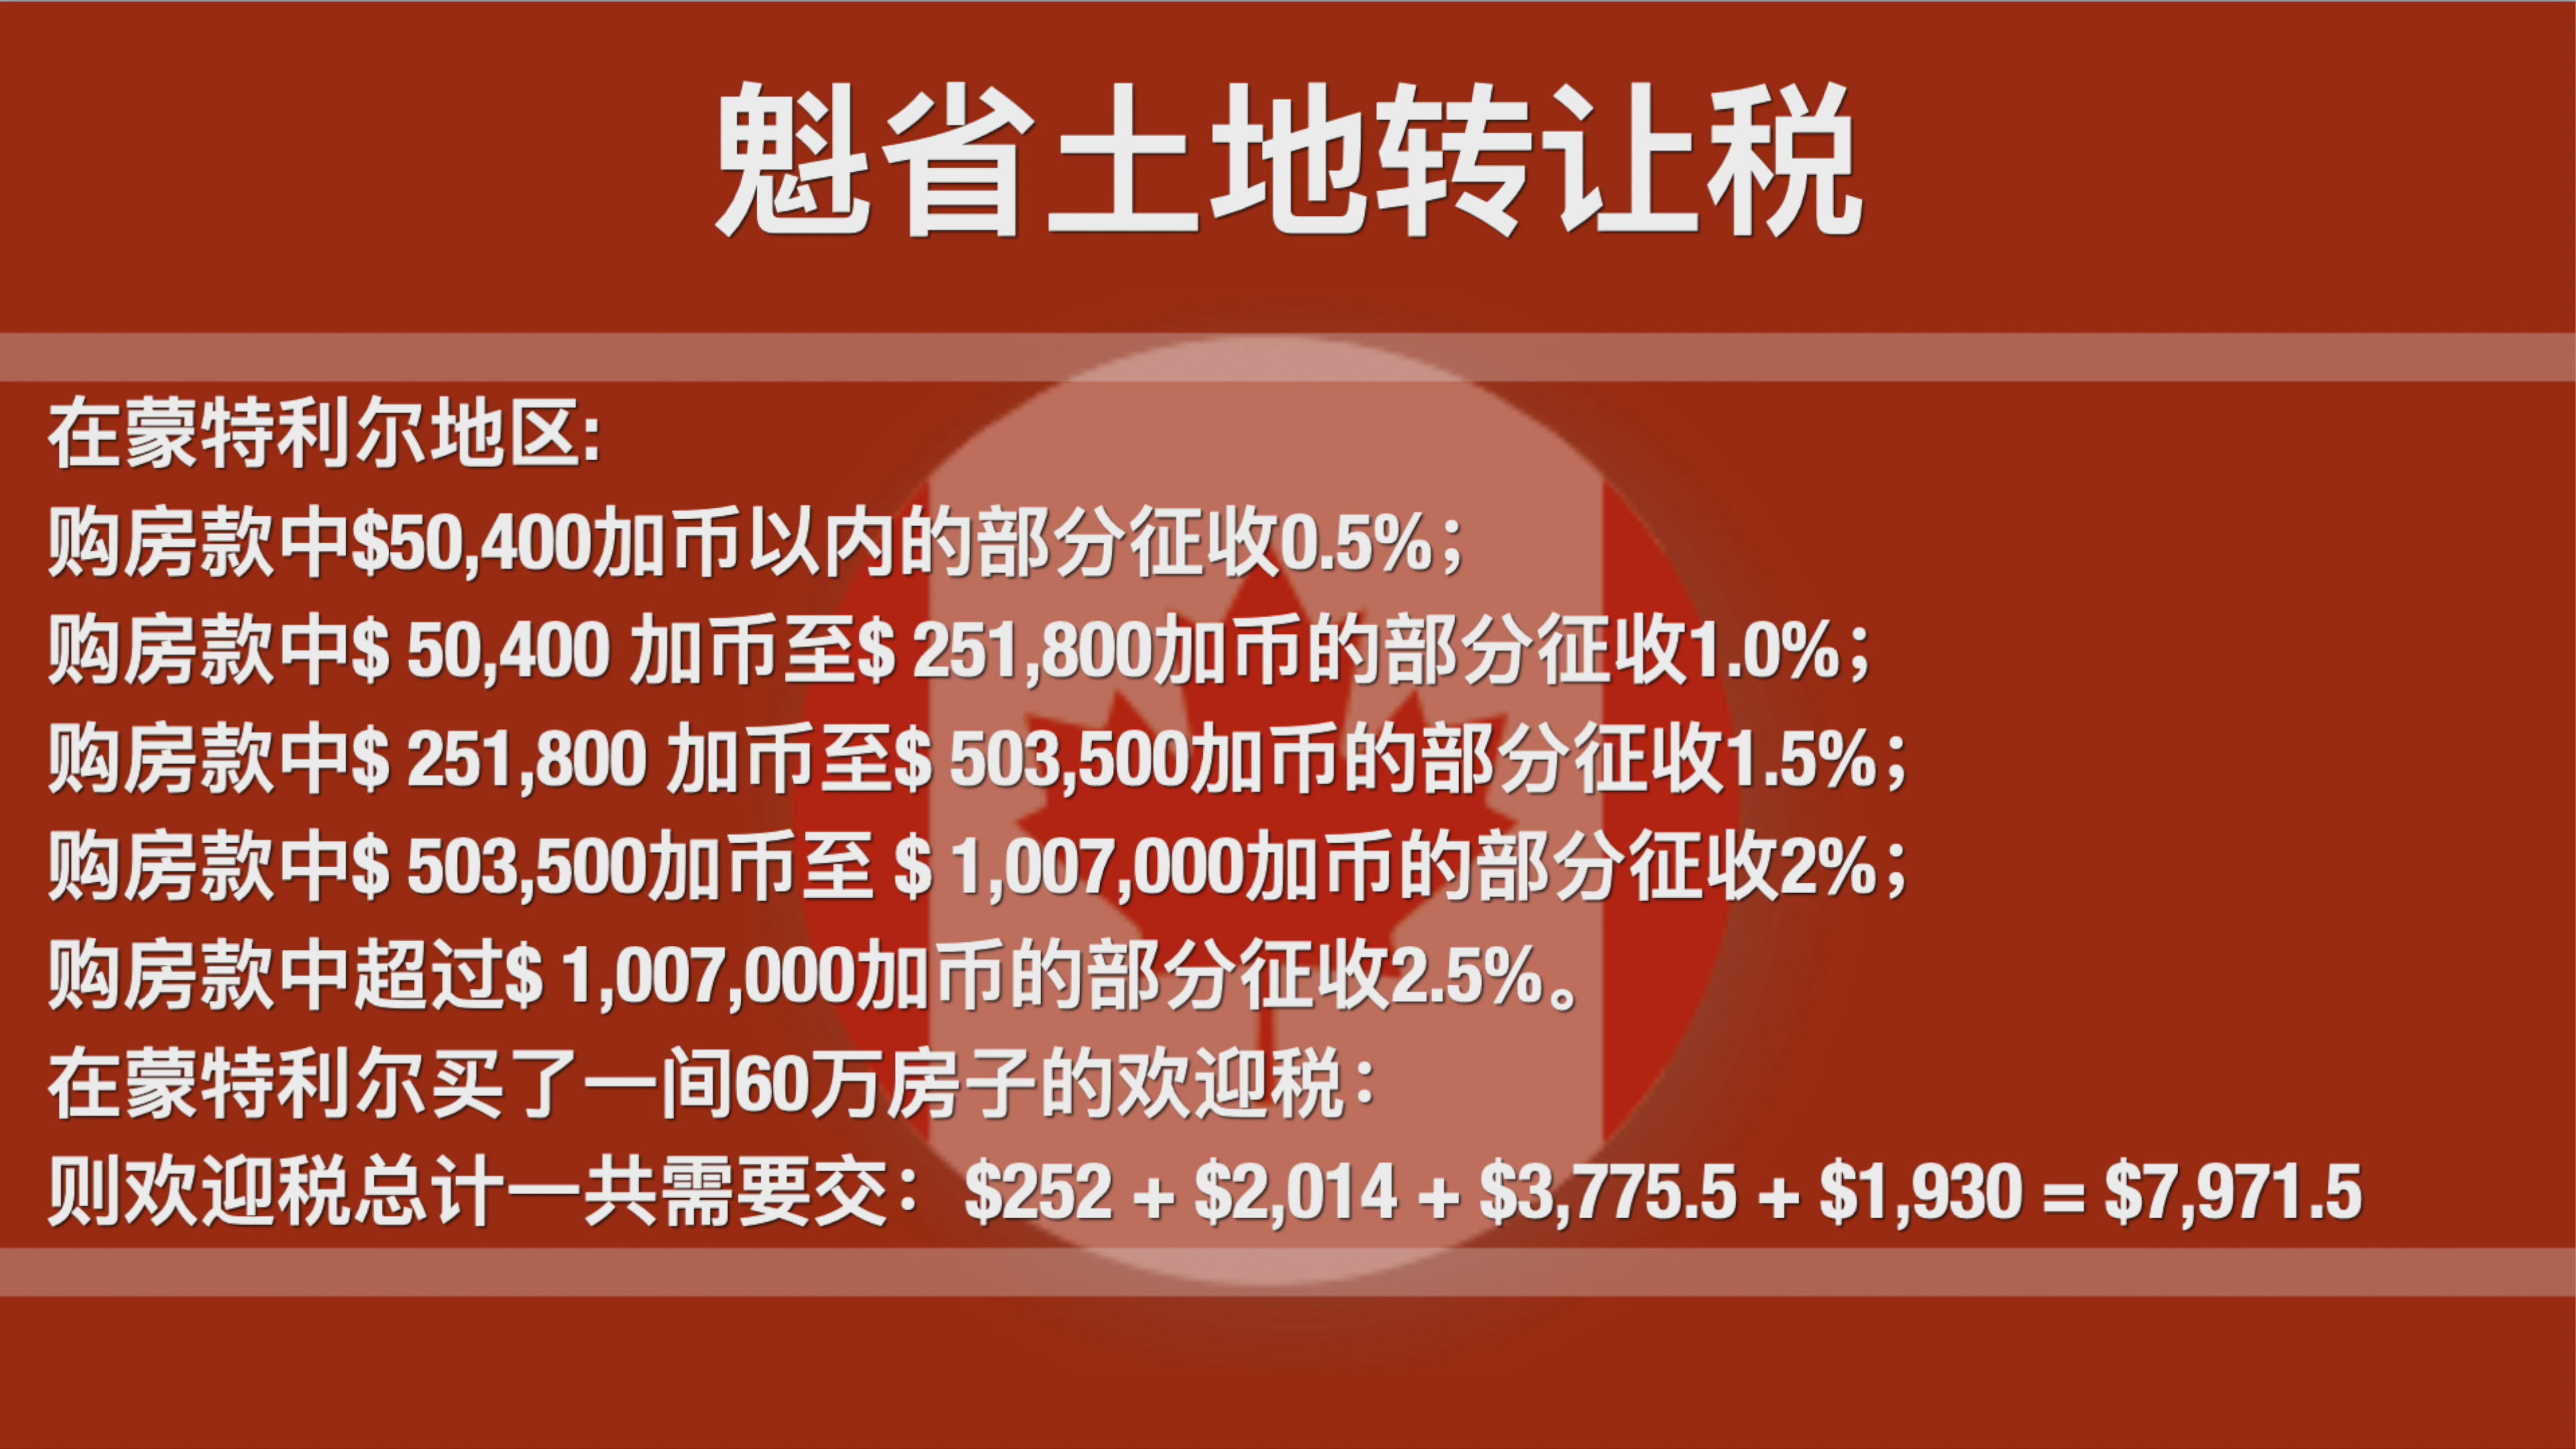 魁省土地转让税
在蒙特利尔地区:
购房款中$50,400加币以内的部分征收0.5%；
购房款中$ 50,400 加币至$ 251,800加币的部分征收1.0%；
购房款中$ 251,800 加币至$ 503,500加币的部分征收1.5%；
购房款中$ 503,500加币至 $ 1,007,000加币的部分征收2%；
购房款中超过$ 1,007,000加币的部分征收2.5%。
在蒙特利尔买了一间60万房子的欢迎税：
则欢迎税总计一共需要交：$252 + $2,014 + $3,775.5 + $1,930 = $7,971.5